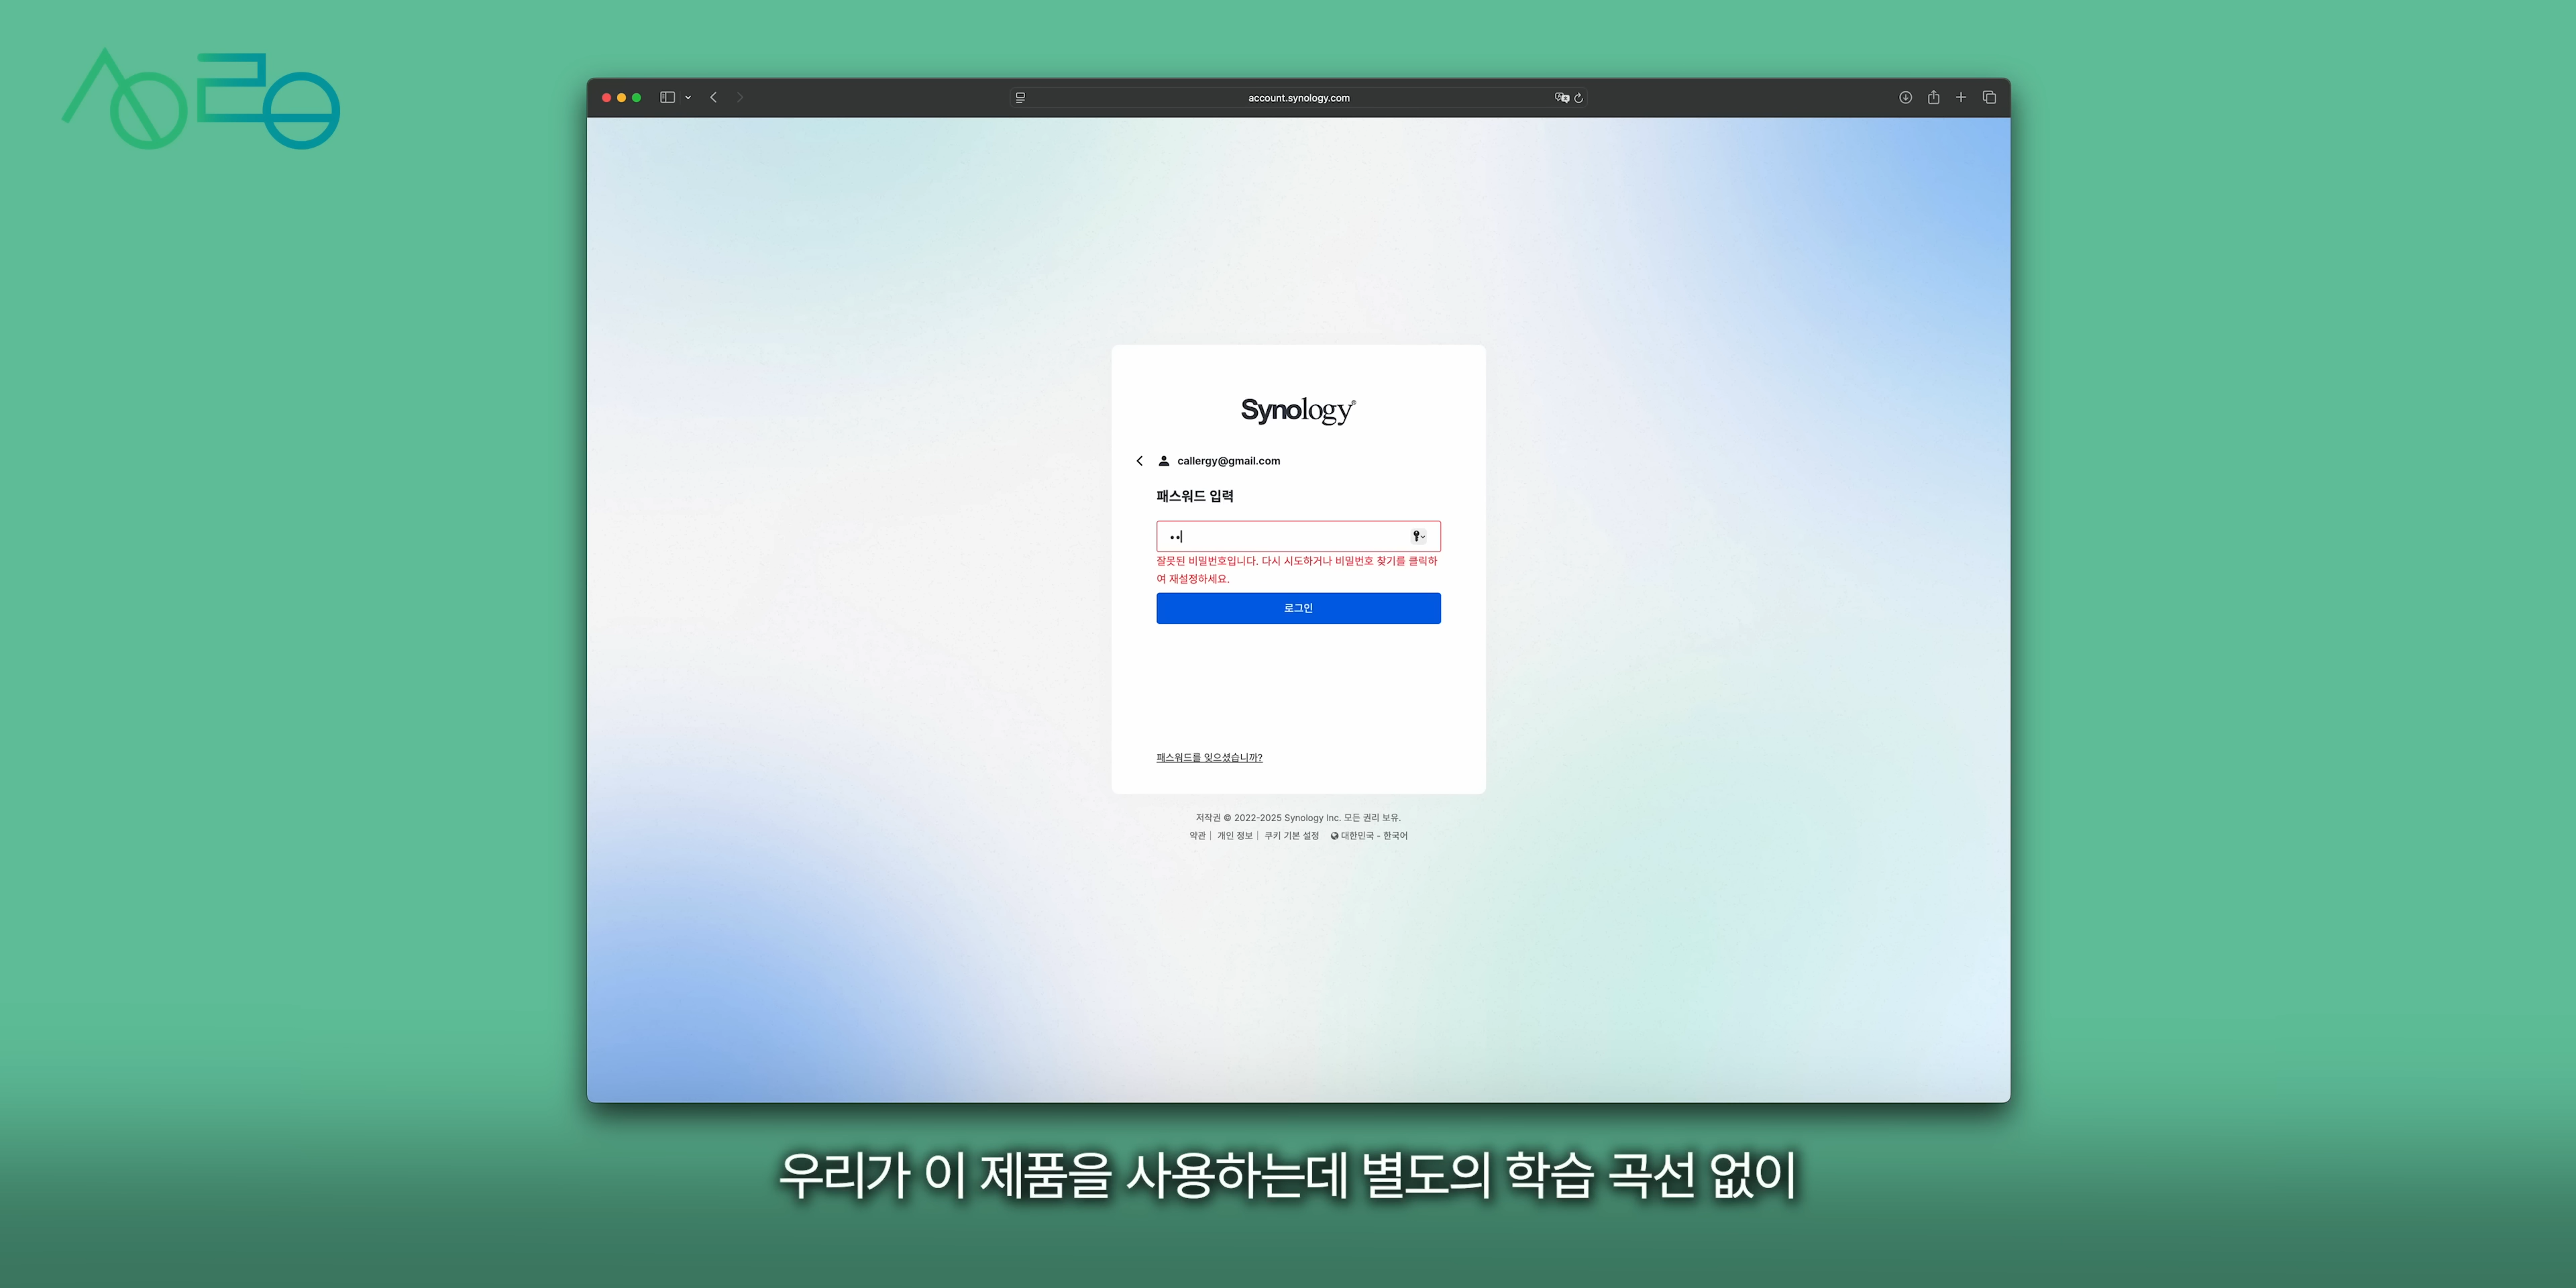 account.synology.com
Synology®
callergy@gmail.com
패스워드 입력
잘못된 비밀번호입니다. 다시 시도하거나 비밀번호 찾기를 클릭하
여 재설정하세요.
로그인
패스워드를 잊으셨습니까?
저작권 © 2022-2025 Synology Inc. 모든 권리 보유.
약관 | 개인 정보 | 쿠키 기본 설정 대한민국 - 한국어
우리가 이 제품을 사용하는데 별도의 학습 곡선 없이